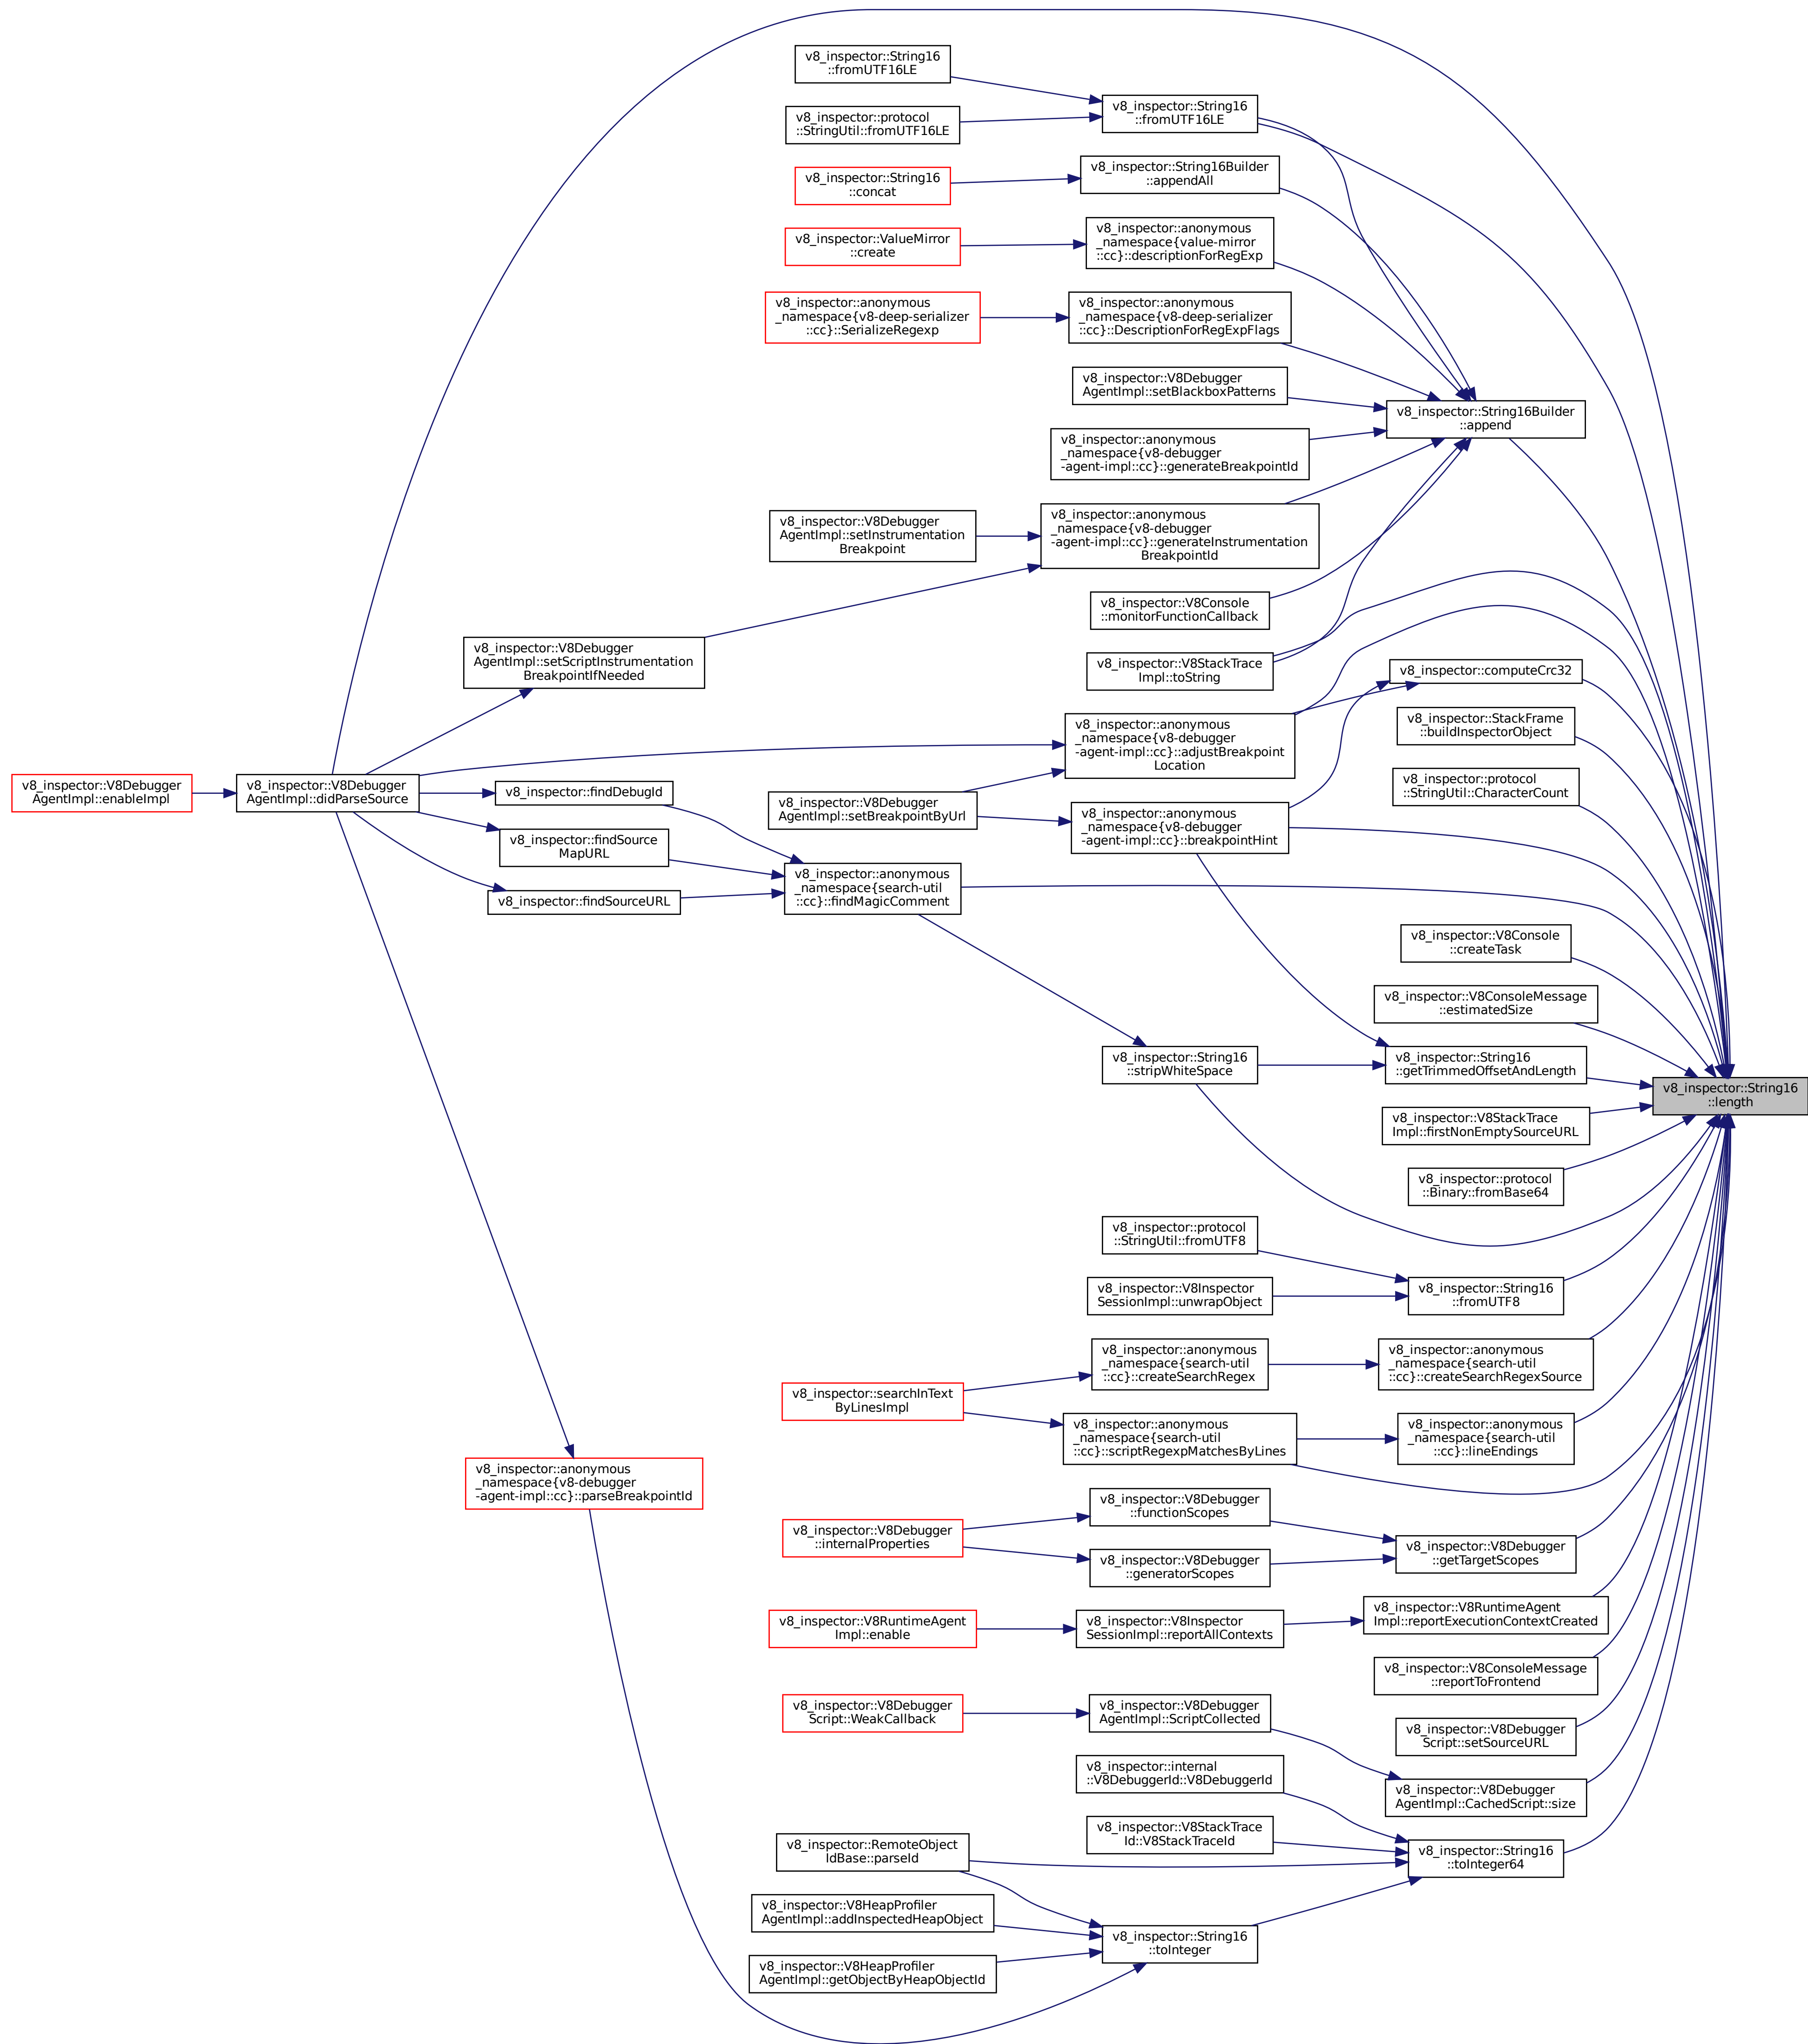 v8_inspector::String16
::fromUTF16LE
v8_inspector::String16
::fromUTF16LE
v8_inspector::protocol
::StringUtil::fromUTF16LE
v8_inspector::String16Builder
::appendAll
v8_inspector::String16
::concat
v8_inspector::anonymous
_namespace{value-mirror
::cc}::descriptionForRegExp
v8_inspector::ValueMirror
::create
v8_inspector::anonymous
_namespace{v8-deep-serializer
::cc}::DescriptionForRegExpFlags
v8_inspector::anonymous
_namespace{v8-deep-serializer
::cc}::SerializeRegexp
v8_inspector::V8Debugger
AgentImpl::setBlackboxPatterns
v8_inspector::String16Builder
::append
v8_inspector::anonymous
_namespace{v8-debugger
-agent-impl::cc}::generateBreakpointId
v8_inspector::anonymous
_namespace{v8-debugger
-agent-impl::cc}::generateInstrumentation
BreakpointId
v8_inspector::V8Debugger
AgentImpl::setInstrumentation
Breakpoint
v8_inspector::V8Console
::monitorFunctionCallback
v8_inspector::V8Debugger
AgentImpl::setScriptInstrumentation
BreakpointIfNeeded
v8_inspector::V8StackTrace
Impl::toString
v8_inspector::computeCrc32
v8_inspector::StackFrame
::buildInspectorObject
v8_inspector::anonymous
_namespace{v8-debugger
-agent-impl::cc}::adjustBreakpoint
Location
v8_inspector::protocol
::StringUtil::CharacterCount
v8_inspector::V8Debugger
AgentImpl::enableImpl
v8_inspector::V8Debugger
AgentImpl::didParseSource
v8_inspector::findDebugId
v8_inspector::V8Debugger
AgentImpl::setBreakpointByUrl
v8_inspector::anonymous
_namespace{v8-debugger
-agent-impl::cc}::breakpointHint
v8_inspector::findSource
MapURL
v8_inspector::anonymous
_namespace{search-util
::cc}::findMagicComment
v8_inspector::findSourceURL
v8_inspector::V8Console
::createTask
v8_inspector::V8ConsoleMessage
::estimatedSize
v8_inspector::String16
::stripWhiteSpace
v8_inspector::String16
::getTrimmedOffsetAndLength
v8_inspector::String16
::length
v8_inspector::V8StackTrace
Impl::firstNonEmptySourceURL
v8_inspector::protocol
::Binary::fromBase64
v8_inspector::protocol
::StringUtil::fromUTF8
v8_inspector::V8Inspector
SessionImpl::unwrapObject
v8_inspector::String16
::fromUTF8
v8_inspector::anonymous
_namespace{search-util
::cc}::createSearchRegex
v8_inspector::anonymous
_namespace{search-util
::cc}::createSearchRegexSource
v8_inspector::searchInText
ByLinesImpl
v8_inspector::anonymous
_namespace{search-util
::cc}::scriptRegexpMatchesByLines
v8_inspector::anonymous
_namespace{search-util
::cc}::lineEndings
v8_inspector::anonymous
_namespace{v8-debugger
-agent-impl::cc}::parseBreakpointId
v8_inspector::V8Debugger
::functionScopes
v8_inspector::V8Debugger
::internalProperties
v8_inspector::V8Debugger
::getTargetScopes
v8_inspector::V8Debugger
::generatorScopes
v8_inspector::V8RuntimeAgent
Impl::reportExecutionContextCreated
v8_inspector::V8RuntimeAgent
Impl::enable
v8_inspector::V8Inspector
SessionImpl::reportAllContexts
v8_inspector::V8ConsoleMessage
::reportToFrontend
v8_inspector::V8Debugger
Script::WeakCallback
v8_inspector::V8Debugger
AgentImpl::ScriptCollected
v8_inspector::V8Debugger
Script::setSourceURL
v8_inspector::internal
::V8DebuggerId::V8DebuggerId
v8_inspector::V8Debugger
AgentImpl::CachedScript::size
v8_inspector::V8StackTrace
Id::V8StackTraceId
v8_inspector::RemoteObject
IdBase::parseId
v8_inspector::String16
::toInteger64
v8_inspector::V8HeapProfiler
AgentImpl::addInspectedHeapObject
v8_inspector::String16
::toInteger
v8_inspector::V8HeapProfiler
AgentImpl::getObjectByHeapObjectId